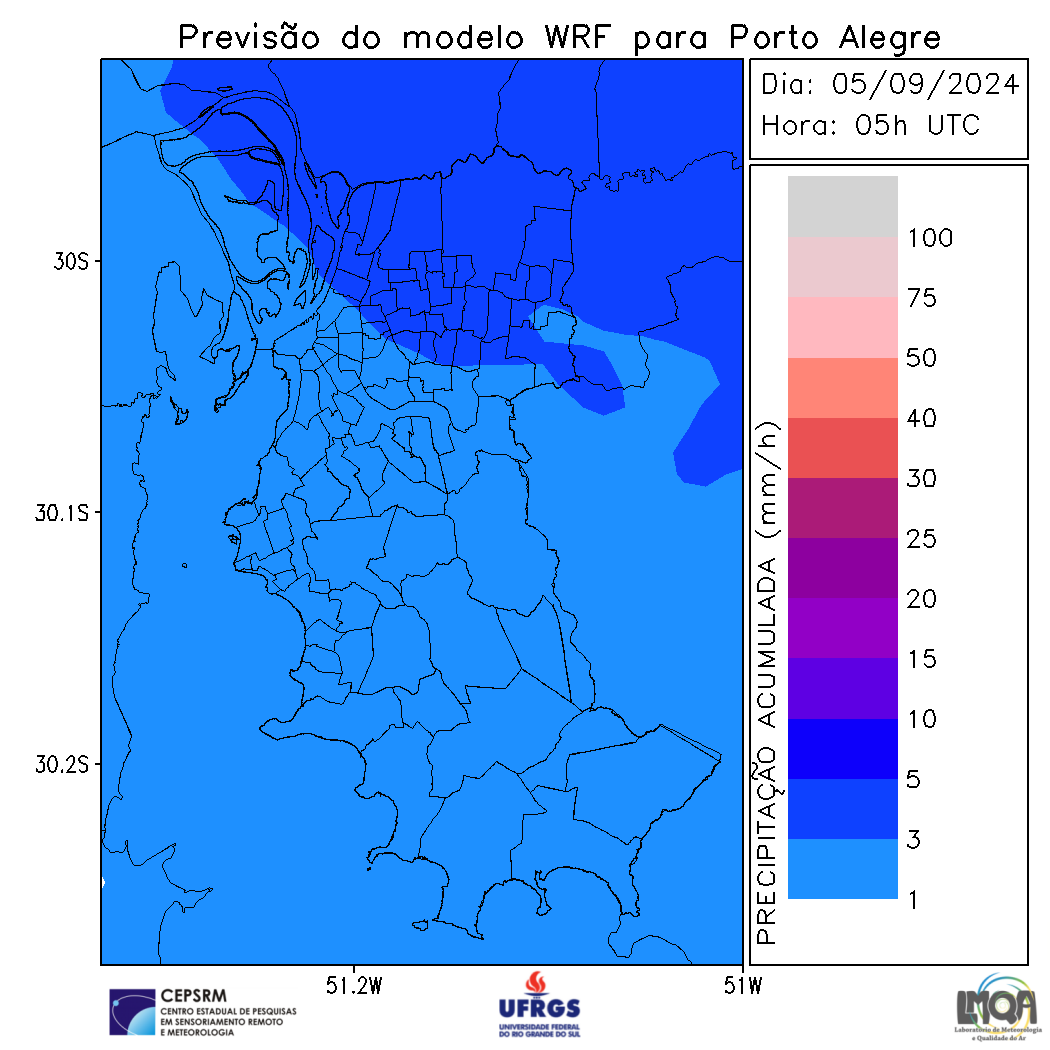 Previsão do modelo WRF para Porto Alegre
Dia: 05/09/2024
Hora: 05h UTC
PRECIPITAÇÃO ACUMULADA (mm/h)
100
75
50
40
30
25
20
15
10
5
3
1
30S
30.1S
30.2S
51.2W
51W
CEPSRM
CENTRO ESTADUAL DE PESQUISAS
EM SENSORIAMENTO REMOTO
E METEOROLOGIA
UFRGS
UNIVERSIDADE FEDERAL
DO RIO GRANDE DO SUL
LMQA
Laboratório de Meteorologia
e Qualidade do Ar